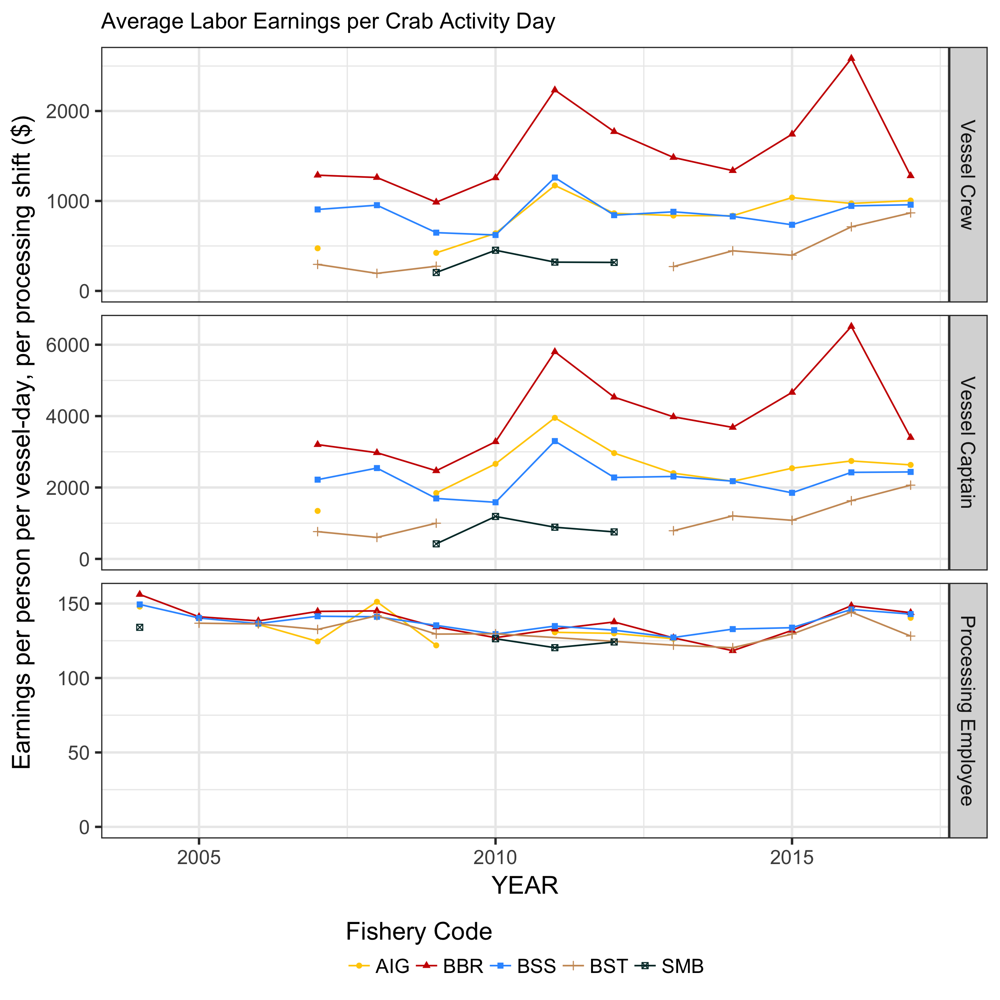 Average Labor Earnings per Crab Activity Day
Earnings per person per vessel-day, per processing shift ($)
2000
1000
0
Vessel Crew
6000
4000
2000
0
Vessel Captain
150
100
50
0
Processing Employee
2005 2010 2015
YEAR
Fishery Code
AIG BBR BSS BST SMB